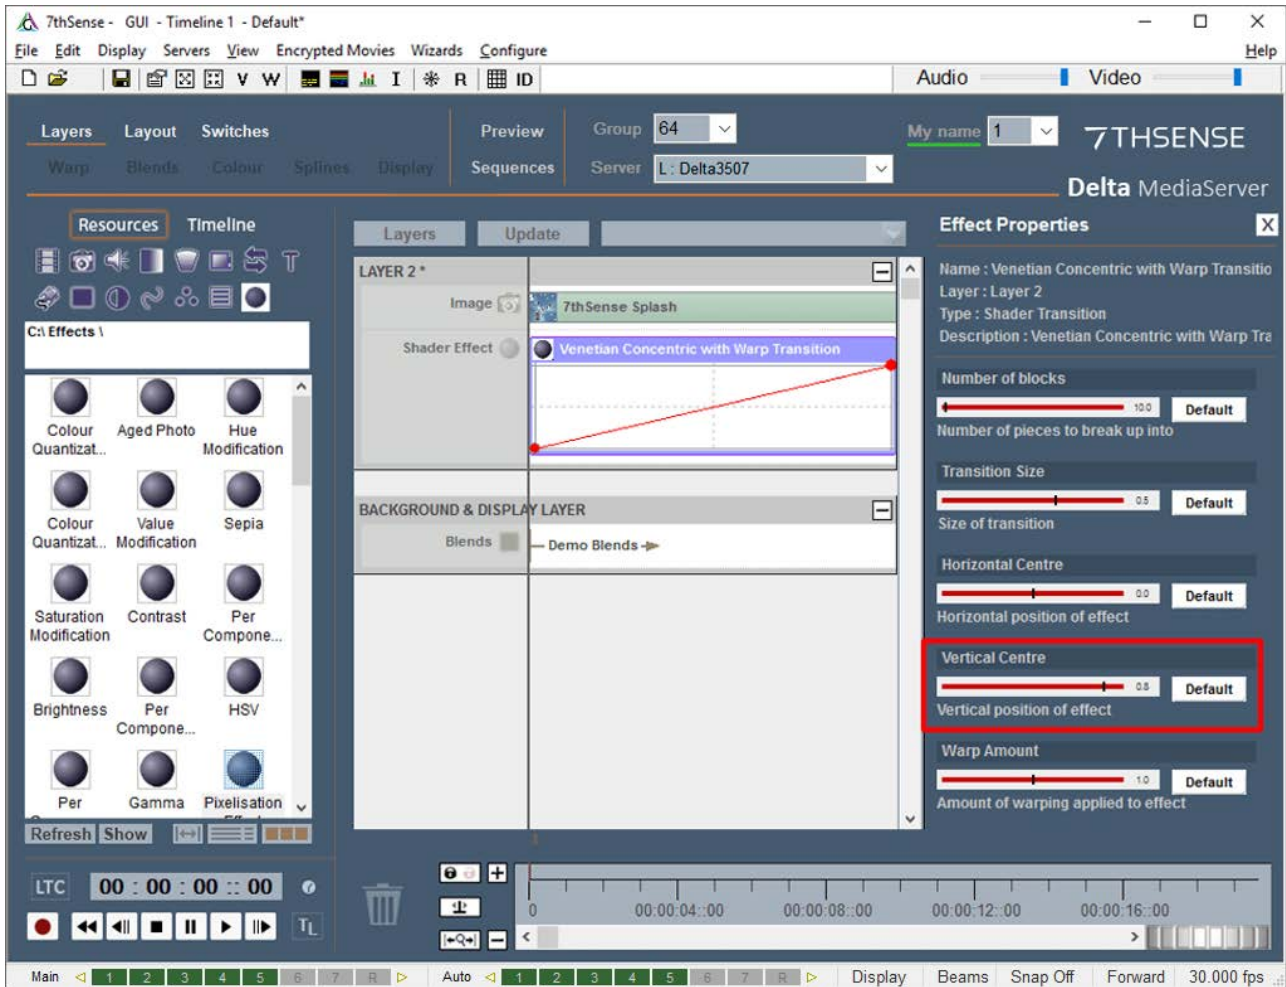 7thSense - GUI - Timeline 1 - Default*
File Edit Display Servers View Encrypted Movies Wizards Configure Help
V W I R ID Audio Video
Layers Layout Switches Preview Group 64 My name 1 7THSENSE
Warp Blends Colour Splines Display Sequences Server L : Delta3507
Delta MediaServer
Resources Timeline
T
C:\ Effects \
Colour Quantizat...
Aged Photo
Hue Modification
Colour Quantizat...
Value Modification
Sepia
Saturation Modification
Contrast
Per Compone...
Brightness
Per Compone...
HSV
Per
Gamma
Pixelisation
Refresh Show
Layers Update
LAYER 2 *
Image 7thSense Splash
Shader Effect Venetian Concentric with Warp Transition
BACKGROUND & DISPLAY LAYER
Blends Demo Blends
Effect Properties X
Name : Venetian Concentric with Warp Transitio
Layer : Layer 2
Type : Shader Transition
Description : Venetian Concentric with Warp Tra
Number of blocks
10.0 Default
Number of pieces to break up into
Transition Size
0.5 Default
Size of transition
Horizontal Centre
0.0 Default
Horizontal position of effect
Vertical Centre
0.8 Default
Vertical position of effect
Warp Amount
1.0 Default
Amount of warping applied to effect
LTC 00 : 00 : 00 :: 00
TL
0 00:00:04::00 00:00:08::00 00:00:12::00 00:00:16::00
Main 1 2 3 4 5 6 7 R Auto 1 2 3 4 5 6 7 R Display Beams Snap Off Forward 30.000 fps